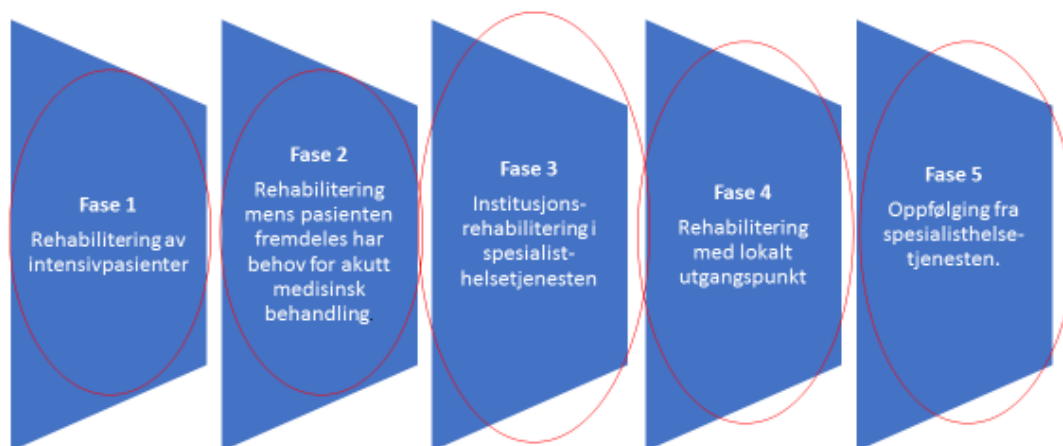 Fase 1
Rehabilitering av
intensivpasienter
Fase 2
Rehabilitering
mens pasienten
fremdeles har
behov for akutt
medisinsk
behandling.
Fase 3
Institusjons-
rehabilitering i
spesialist-
helsetjenesten
Fase 4
Rehabilitering
med lokalt
utgangspunkt
Fase 5
Oppfølging fra
spesialisthelse-
tjenesten.